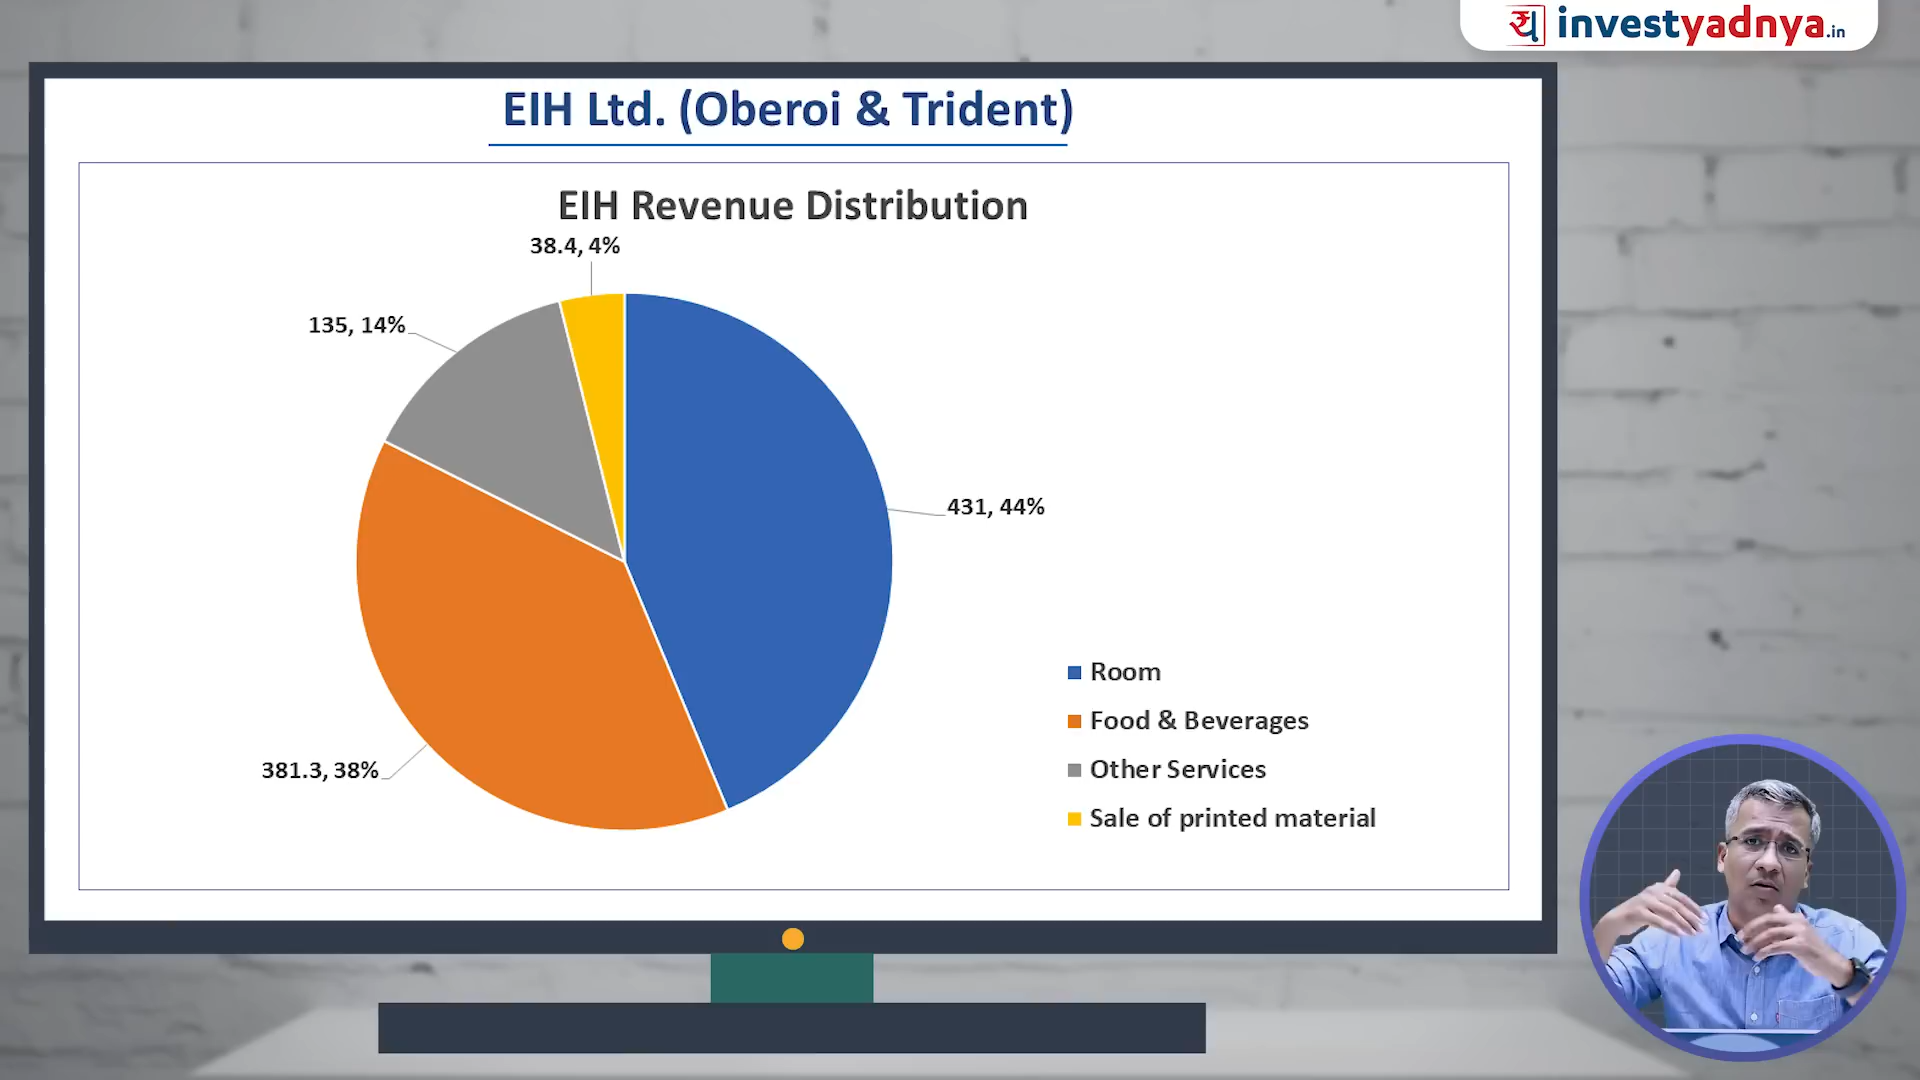 यु investyadnya.in
EIH Ltd. (Oberoi & Trident)
EIH Revenue Distribution
38.4, 4%
135, 14%
431, 44%
381.3, 38%
Room
Food & Beverages
Other Services
Sale of printed material